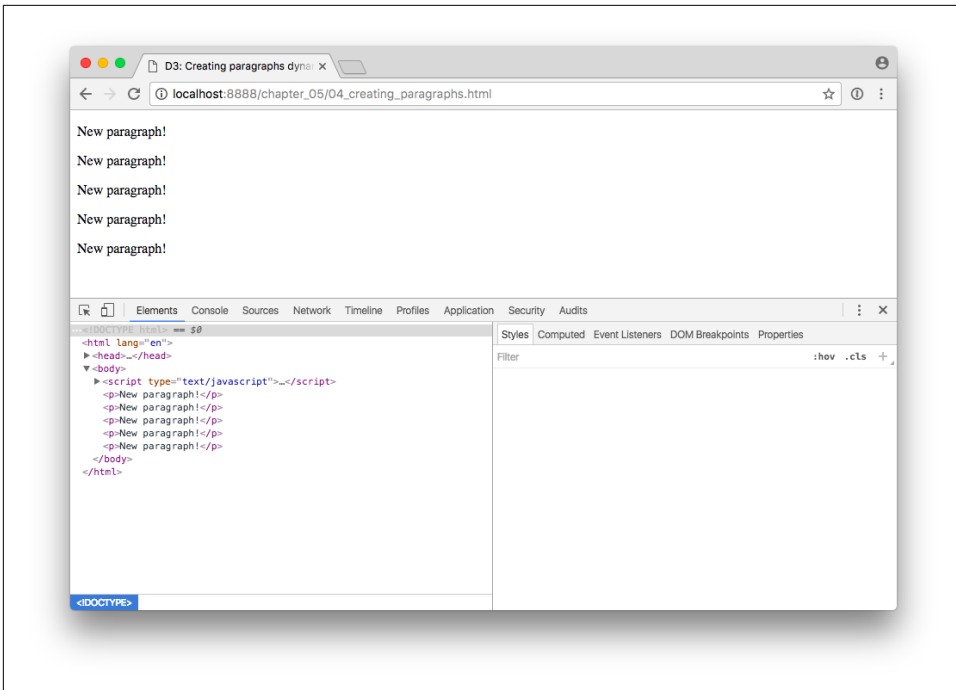 D3: Creating paragraphs dyna
localhost:8888/chapter_05/04_creating_paragraphs.html
New paragraph!
New paragraph!
New paragraph!
New paragraph!
New paragraph!
Elements Console Sources Network Timeline Profiles Application Security Audits
<!DOCTYPE html> == $0
<html lang="en">
<head>…</head>
<body>
<script type="text/javascript">…</script>
<p>New paragraph!</p>
<p>New paragraph!</p>
<p>New paragraph!</p>
<p>New paragraph!</p>
<p>New paragraph!</p>
</body>
</html>
<!DOCTYPE>
Styles Computed Event Listeners DOM Breakpoints Properties
Filter :hov .cls +